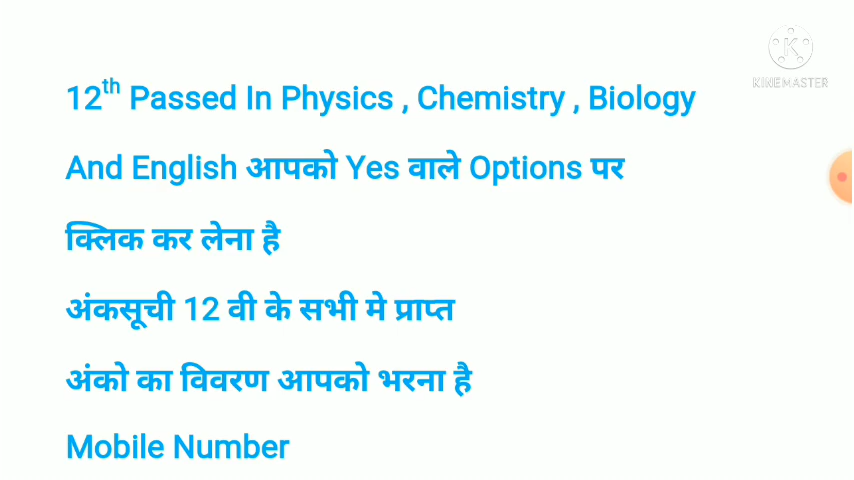 K
KINEMASTER
12th Passed In Physics , Chemistry , Biology
And English आपको Yes वाले Options पर
क्लिक कर लेना है
अंकसूची 12 वी के सभी मे प्राप्त
अंको का विवरण आपको भरना है
Mobile Number